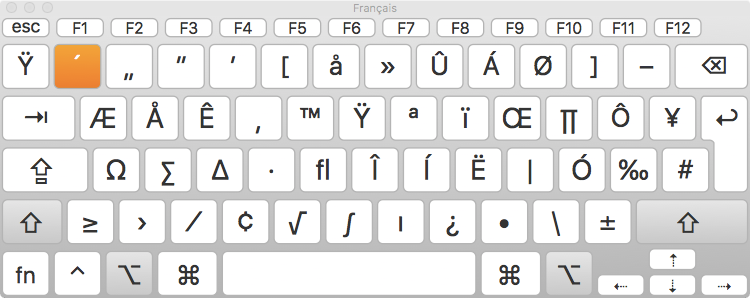 Français
esc F1 F2 F3 F4 F5 F6 F7 F8 F9 F10 F11 F12
Ÿ ´ „ ” ’ [ å » Û Á Ø ] –
Æ Å Ê ‚ ™ Ÿ ª ï Œ ∏ Ô ¥
Ω ∑ ∆ · fl Î Í Ë | Ó ‰ #
≥ › ⁄ ¢ √ ∫ ı ¿ • \ ±
fn ⌃ ⌥ ⌘ ⌘ ⌥